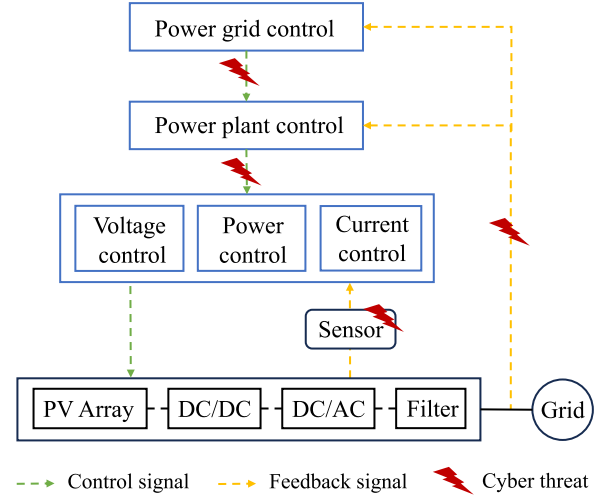 Power grid control
Power plant control
Voltage
control
Power
control
Current
control
Sensor
PV Array
DC/DC
DC/AC
Filter
Grid
Control signal
Feedback signal
Cyber threat